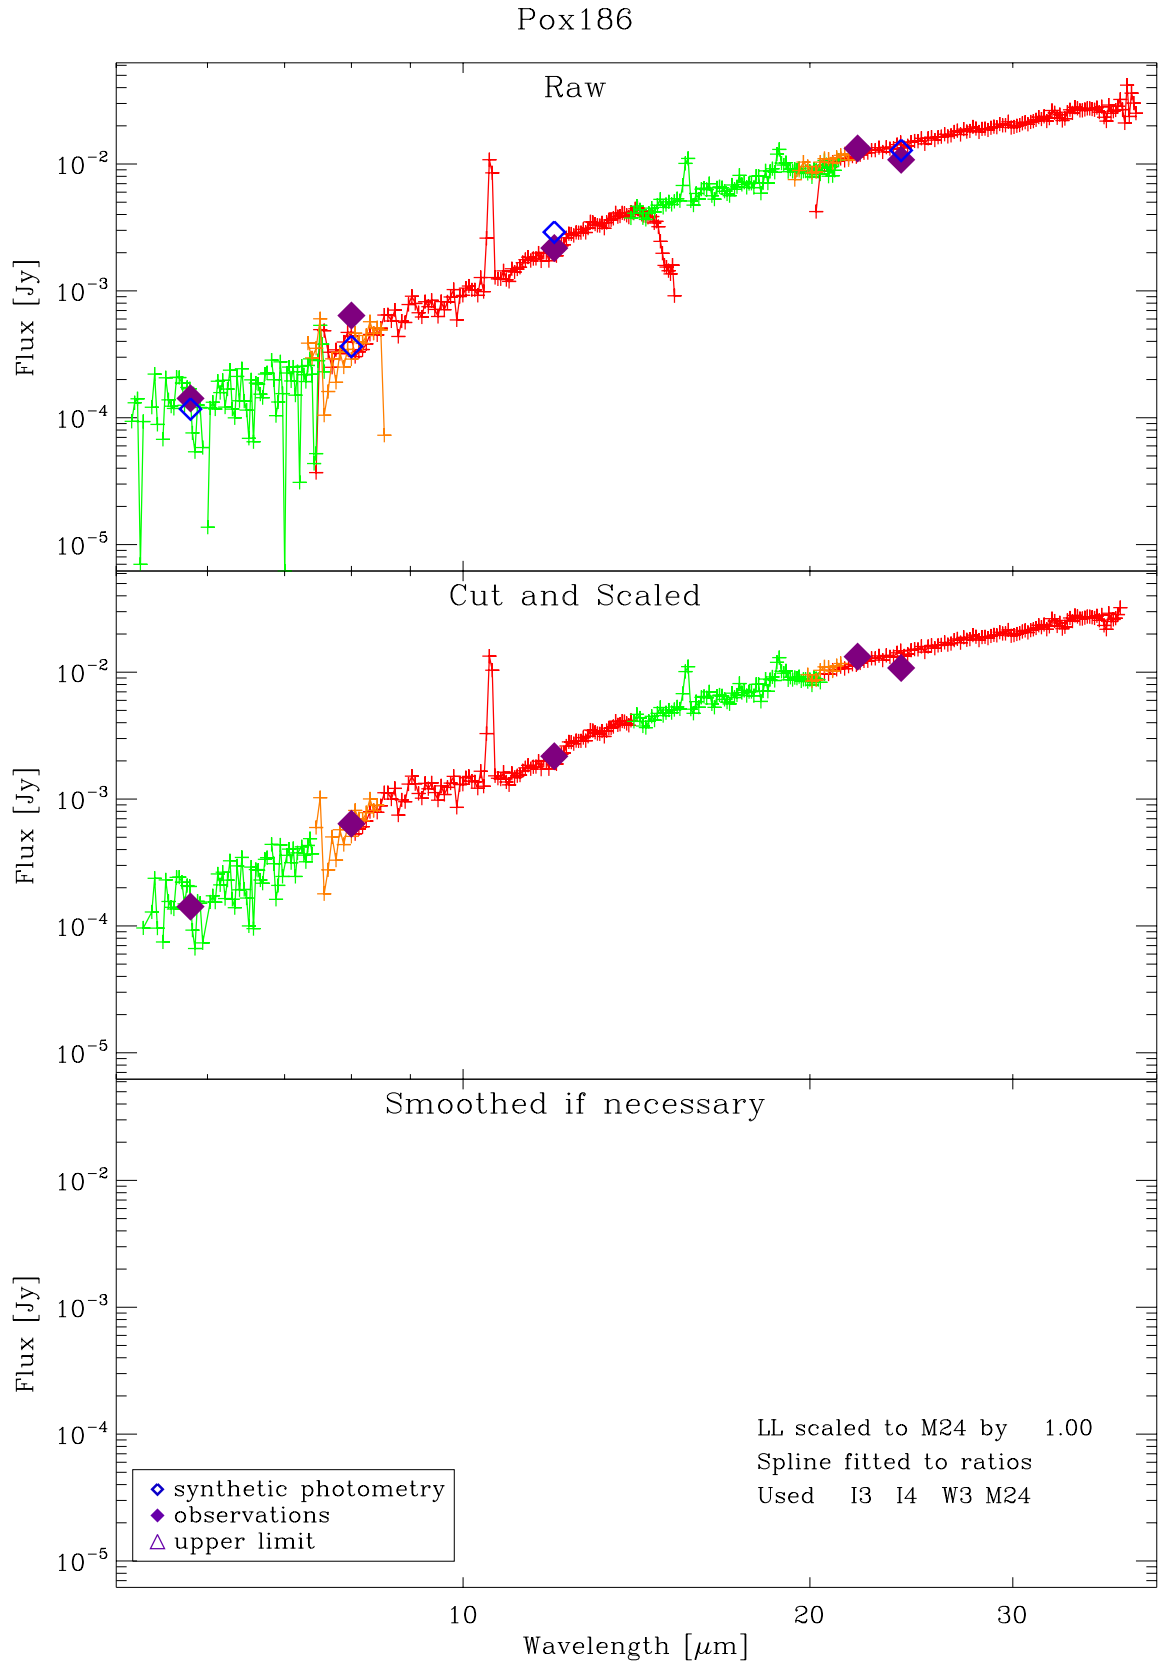 Pox186
Raw
10^-2
10^-3
10^-4
10^-5
Flux [Jy]
Cut and Scaled
10^-2
10^-3
10^-4
10^-5
Flux [Jy]
Smoothed if necessary
10^-2
10^-3
10^-4
10^-5
Flux [Jy]
LL scaled to M24 by 1.00
Spline fitted to ratios
Used I3 I4 W3 M24
synthetic photometry
observations
upper limit
10 20 30
Wavelength [μm]